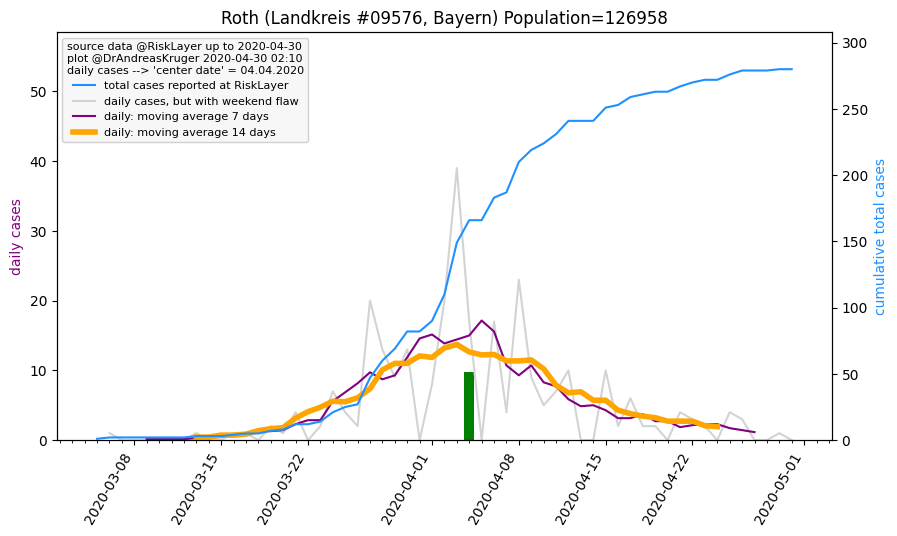 Roth (Landkreis #09576, Bayern) Population=126958
source data @RiskLayer up to 2020-04-30
plot @DrAndreasKruger 2020-04-30 02:10
daily cases --> 'center date' = 04.04.2020
total cases reported at RiskLayer
daily cases, but with weekend flaw
daily: moving average 7 days
daily: moving average 14 days
daily cases
50
40
30
20
10
0
300
250
200
150
100
50
0
cumulative total cases
2020-03-08
2020-03-15
2020-03-22
2020-04-01
2020-04-08
2020-04-15
2020-04-22
2020-05-01